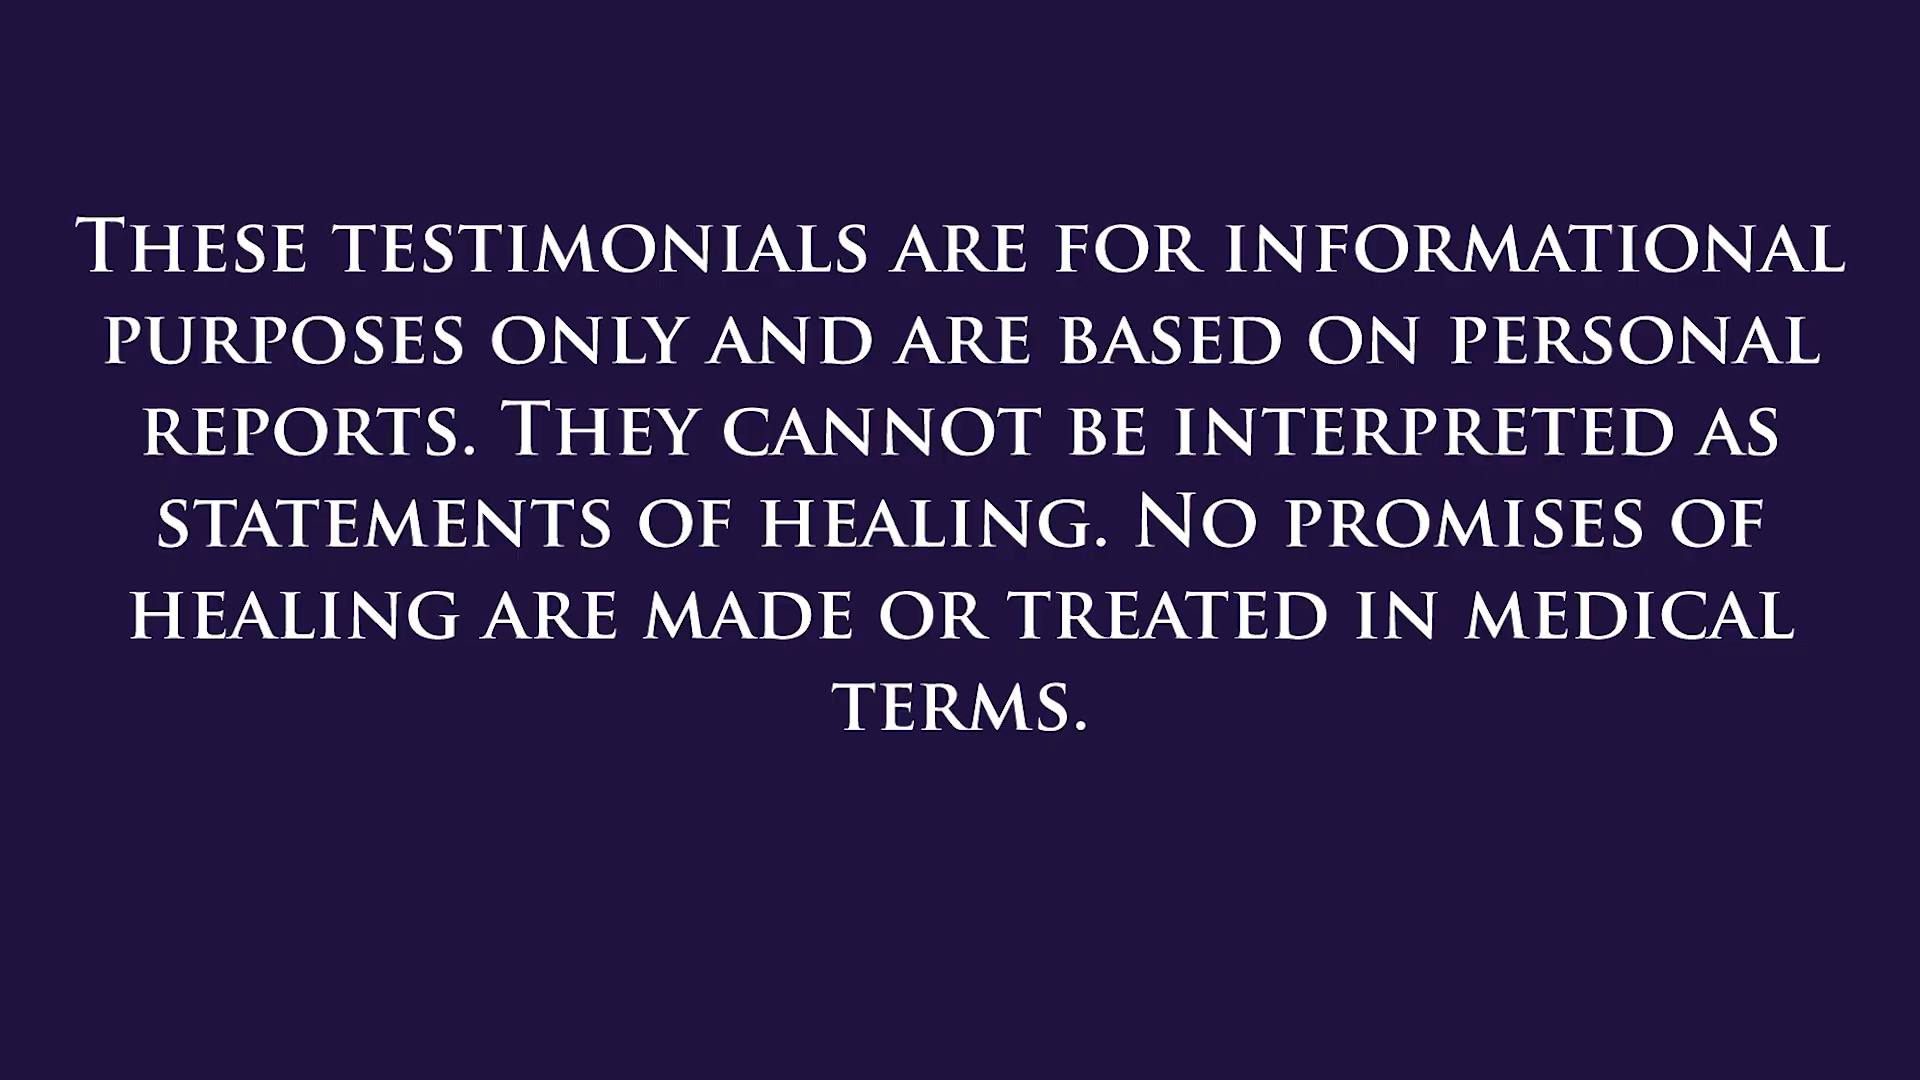 These testimonials are for informational
purposes only and are based on personal
reports. They cannot be interpreted as
statements of healing. No promises of
healing are made or treated in medical
terms.